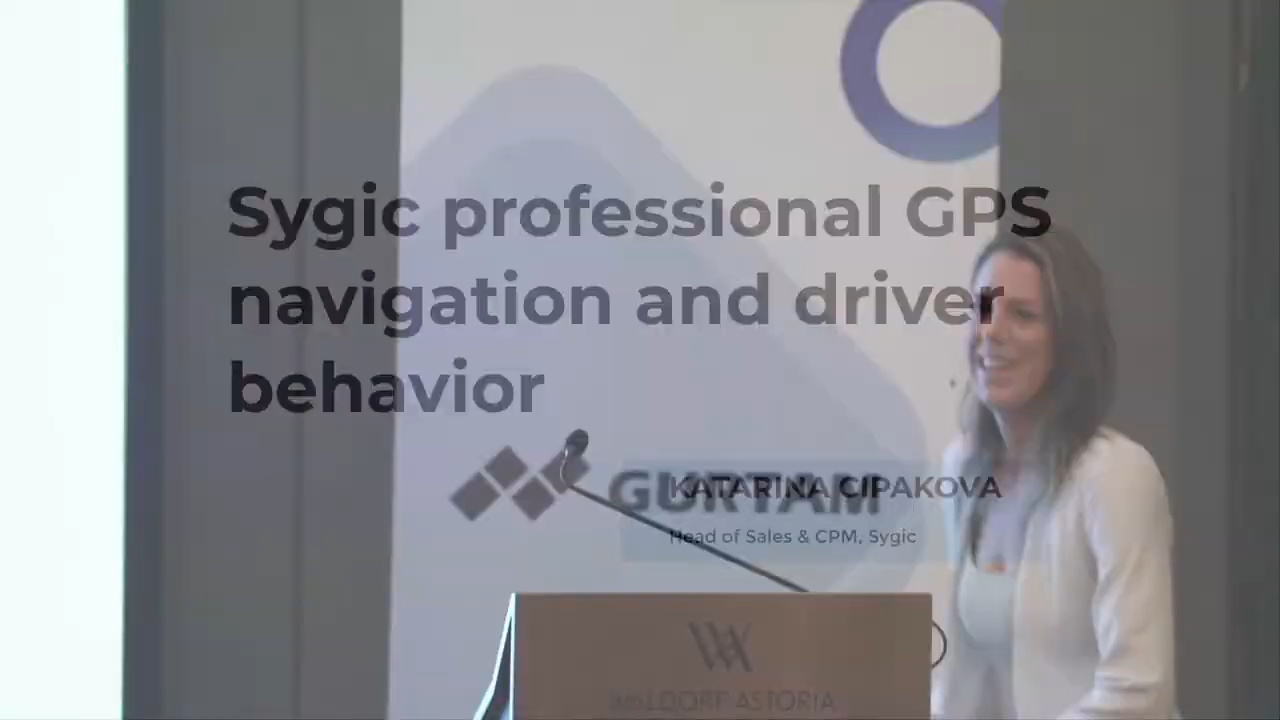 Sygic professional GPS
navigation and driver
behavior
GURTAM
KATARINA CIPAKOVA
Head of Sales & CPM, Sygic
WALDORF ASTORIA